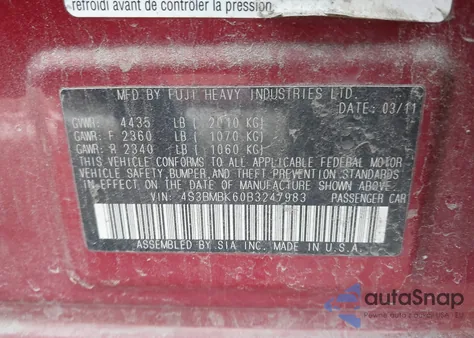 refroidi avant de contrôler la pression.
MFD. BY FUJI HEAVY INDUSTRIES LTD.
DATE: 03/11
GVWR: 4435 LB ( 2010 KG)
GAWR: F 2360 LB ( 1070 KG)
GAWR: R 2340 LB ( 1060 KG)
THIS VEHICLE CONFORMS TO ALL APPLICABLE FEDERAL MOTOR
VEHICLE SAFETY,BUMPER,AND THEFT PREVENTION STANDARDS
IN EFFECT ON THE DATE OF MANUFACTURE SHOWN ABOVE.
VIN: 4S3BMBK60B3247983 PASSENGER CAR
ASSEMBLED BY SIA INC. MADE IN U.S.A.
autoSnap